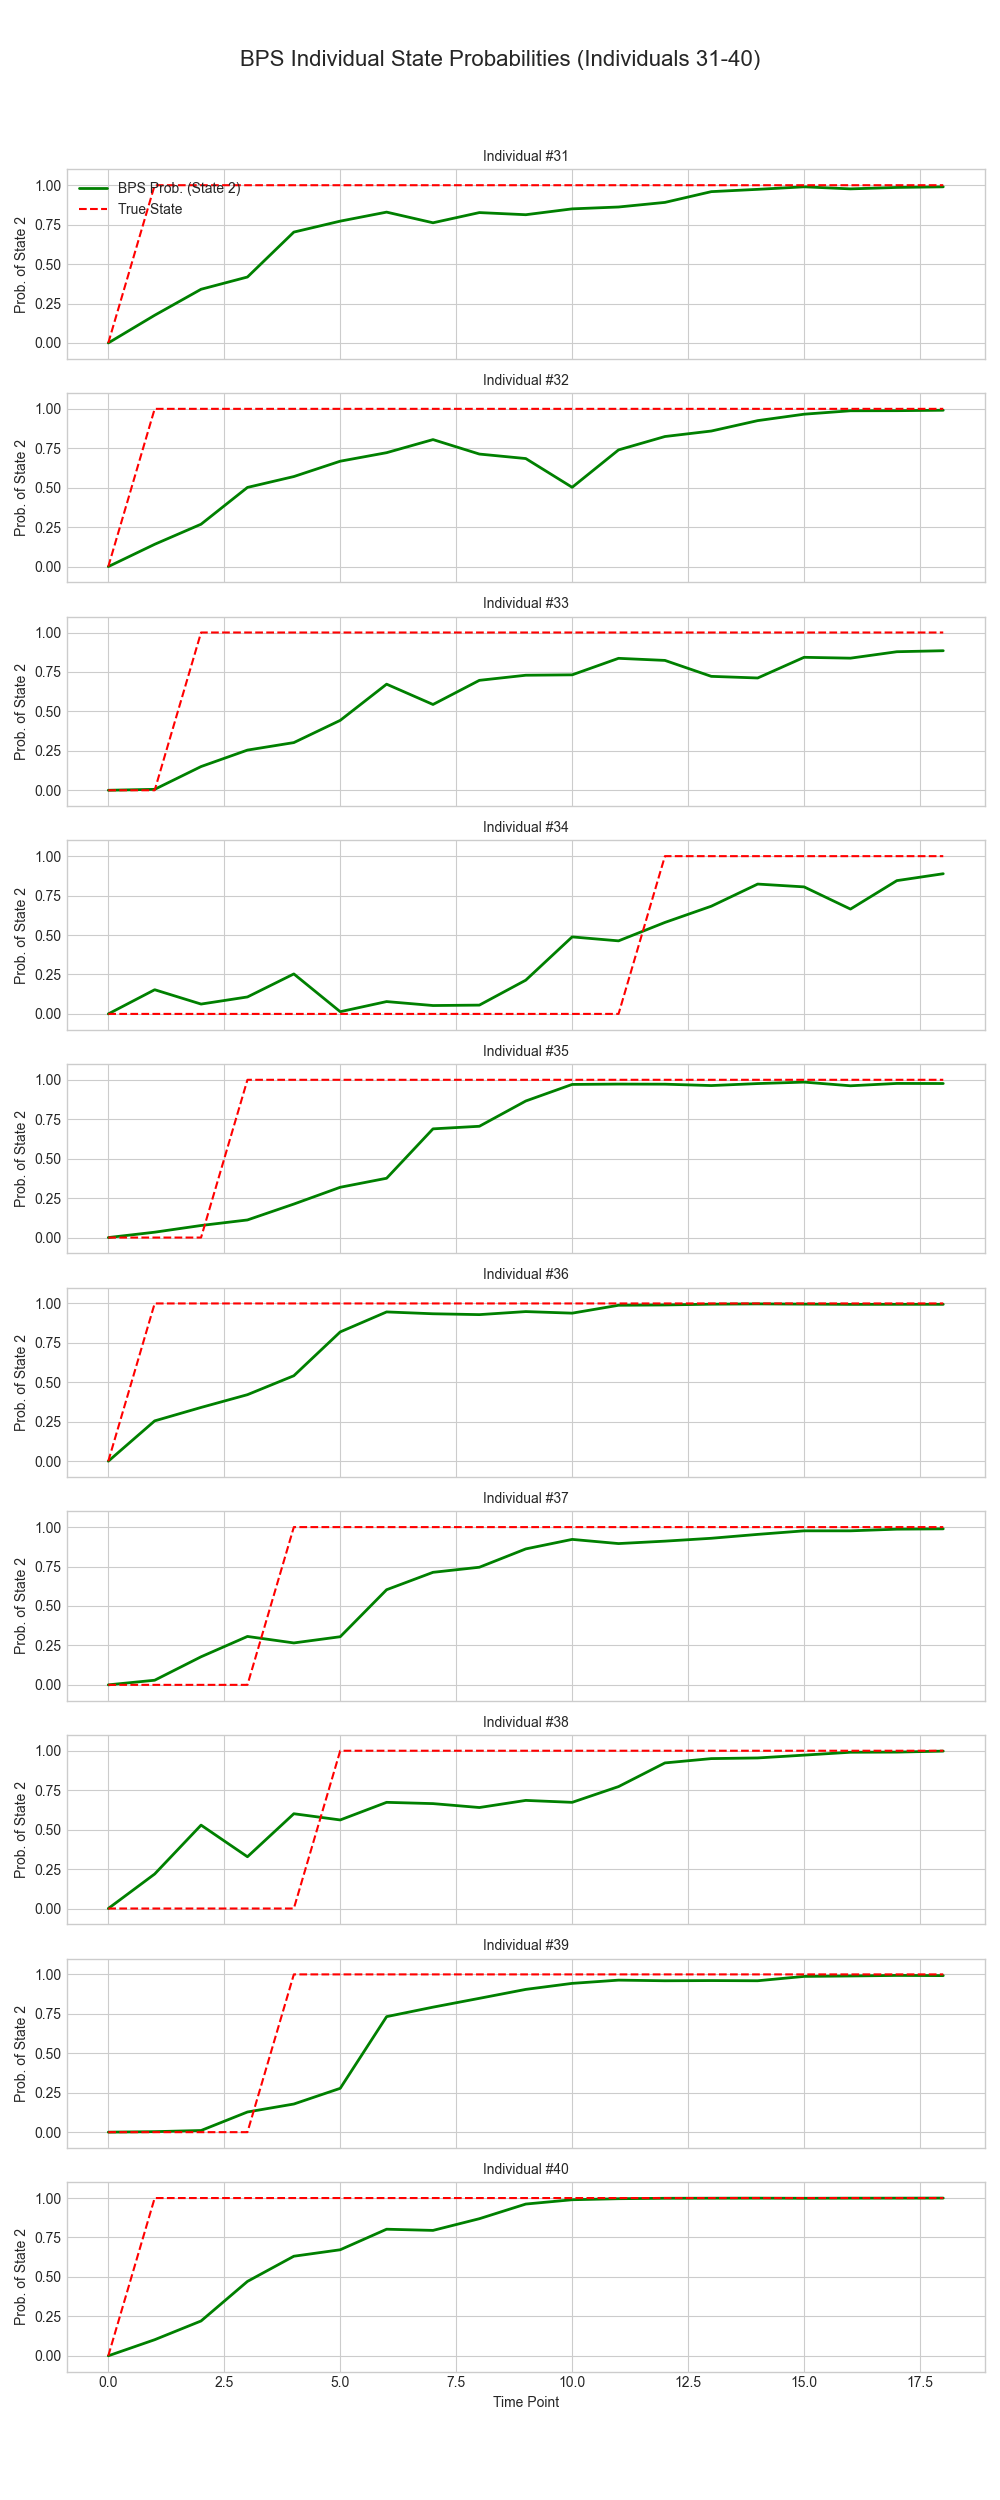 BPS Individual State Probabilities (Individuals 31-40)
Individual #31
1.00
0.75
0.50
0.25
0.00
Prob. of State 2
BPS Prob. (State 2)
True State
Individual #32
1.00
0.75
0.50
0.25
0.00
Prob. of State 2
Individual #33
1.00
0.75
0.50
0.25
0.00
Prob. of State 2
Individual #34
1.00
0.75
0.50
0.25
0.00
Prob. of State 2
Individual #35
1.00
0.75
0.50
0.25
0.00
Prob. of State 2
Individual #36
1.00
0.75
0.50
0.25
0.00
Prob. of State 2
Individual #37
1.00
0.75
0.50
0.25
0.00
Prob. of State 2
Individual #38
1.00
0.75
0.50
0.25
0.00
Prob. of State 2
Individual #39
1.00
0.75
0.50
0.25
0.00
Prob. of State 2
Individual #40
1.00
0.75
0.50
0.25
0.00
Prob. of State 2
0.0 2.5 5.0 7.5 10.0 12.5 15.0 17.5
Time Point